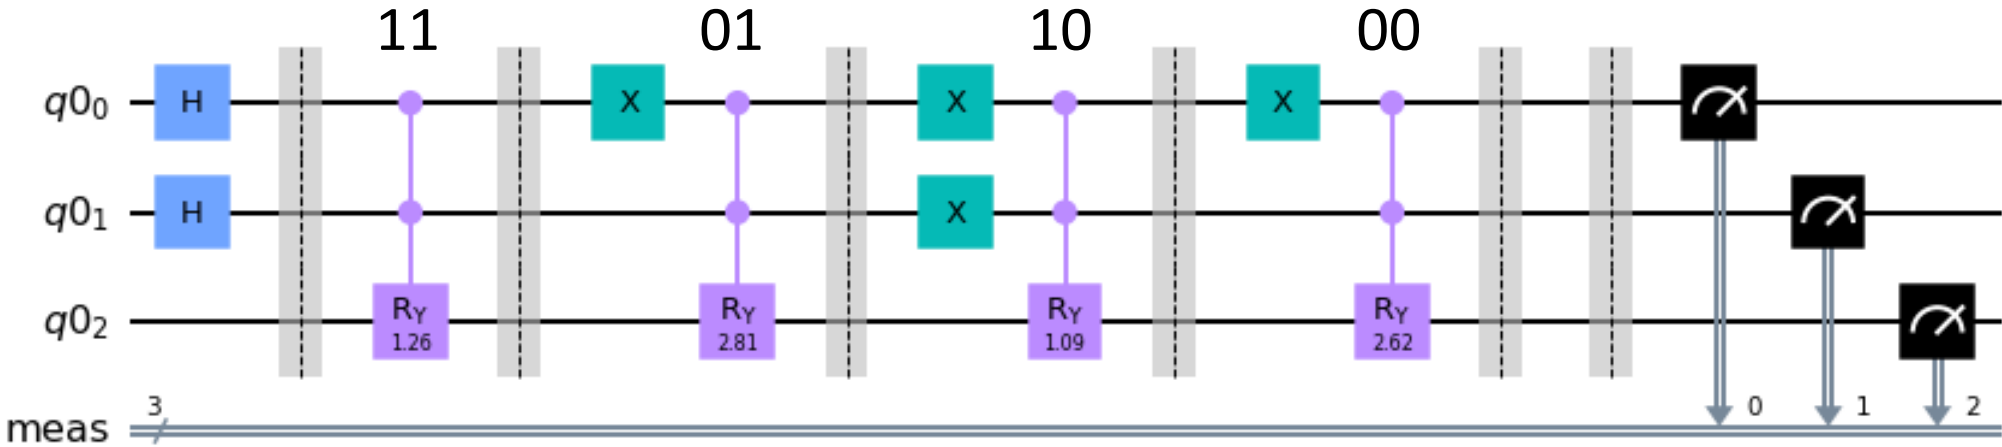 11 01 10 00
q0₀ H X X X
0 1 2
q0₁ H X
q0₂ R_Y 1.26 R_Y 2.81 R_Y 1.09 R_Y 2.62
meas 3